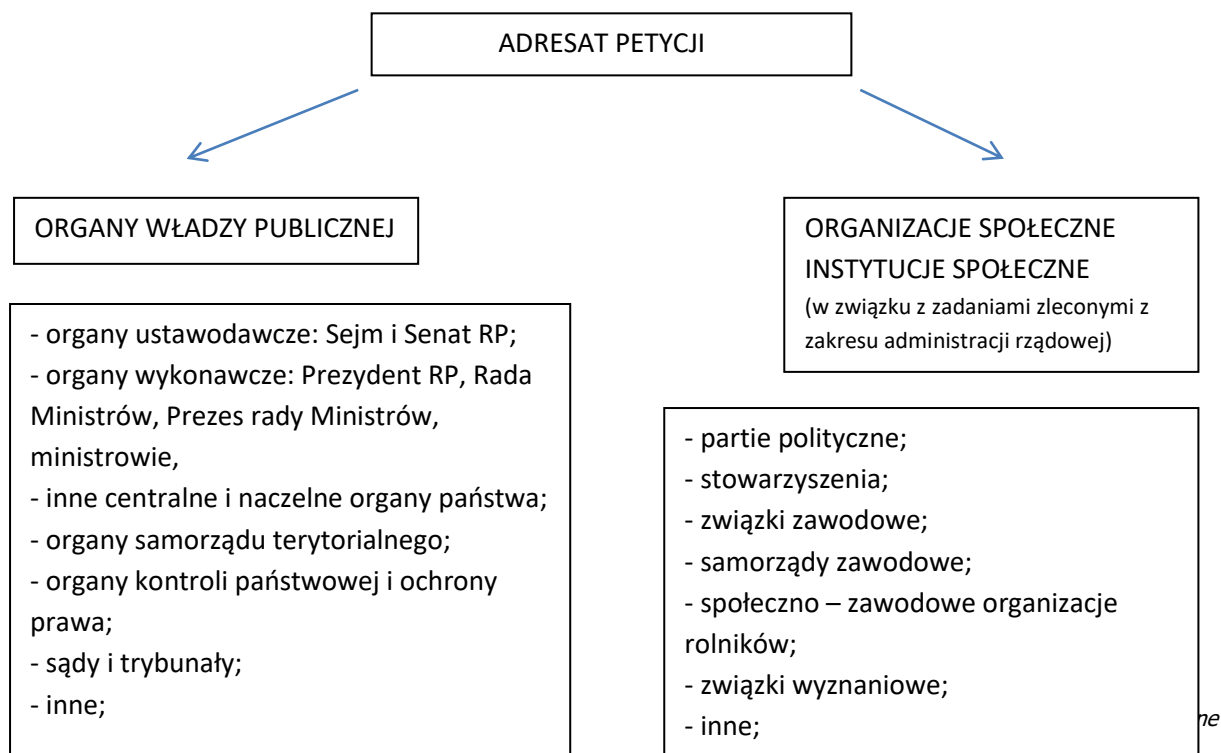 ADRESAT PETYCJI
ORGANY WŁADZY PUBLICZNEJ
- organy ustawodawcze: Sejm i Senat RP;
- organy wykonawcze: Prezydent RP, Rada
Ministrów, Prezes rady Ministrów,
ministrowie,
- inne centralne i naczelne organy państwa;
- organy samorządu terytorialnego;
- organy kontroli państwowej i ochrony
prawa;
- sądy i trybunały;
- inne;
ORGANIZACJE SPOŁECZNE
INSTYTUCJE SPOŁECZNE
(w związku z zadaniami zleconymi z
zakresu administracji rządowej)
- partie polityczne;
- stowarzyszenia;
- związki zawodowe;
- samorządy zawodowe;
- społeczno – zawodowe organizacje
rolników;
- związki wyznaniowe;
- inne;